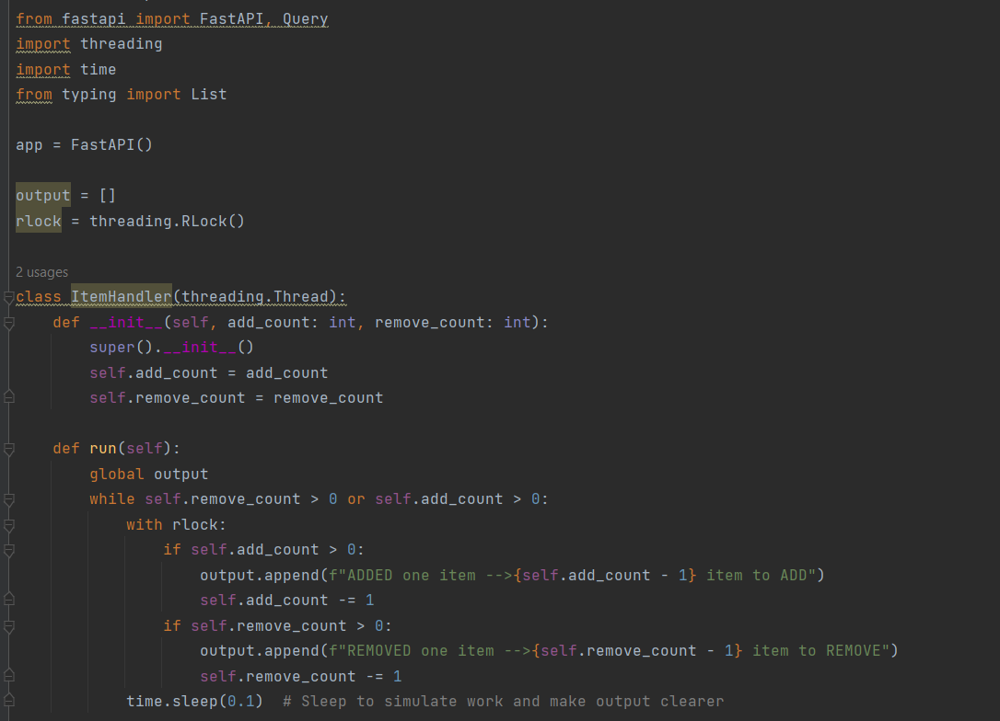 from fastapi import FastAPI, Query
import threading
import time
from typing import List

app = FastAPI()

output = []
rlock = threading.RLock()

2 usages
class ItemHandler(threading.Thread):
    def __init__(self, add_count: int, remove_count: int):
        super().__init__()
        self.add_count = add_count
        self.remove_count = remove_count

    def run(self):
        global output
        while self.remove_count > 0 or self.add_count > 0:
            with rlock:
                if self.add_count > 0:
                    output.append(f"ADDED one item -->{self.add_count - 1} item to ADD")
                    self.add_count -= 1
                if self.remove_count > 0:
                    output.append(f"REMOVED one item -->{self.remove_count - 1} item to REMOVE")
                    self.remove_count -= 1
            time.sleep(0.1)  # Sleep to simulate work and make output clearer